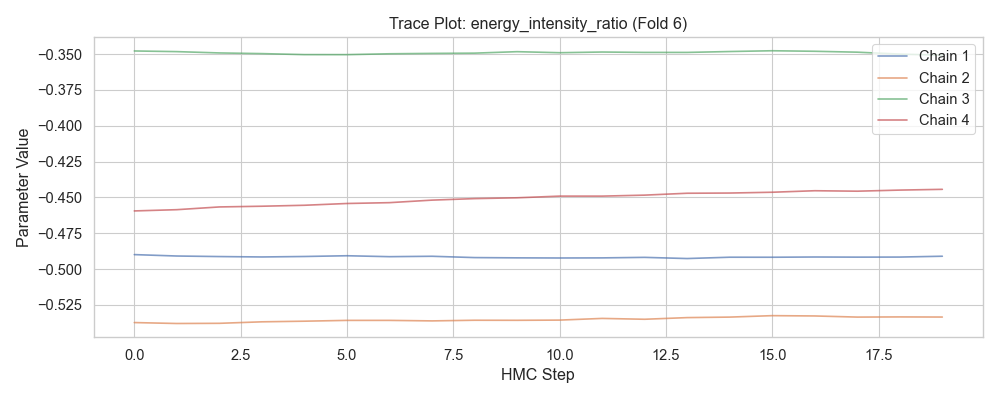 Trace Plot: energy_intensity_ratio (Fold 6)
Parameter Value
−0.350
−0.375
−0.400
−0.425
−0.450
−0.475
−0.500
−0.525
Chain 1
Chain 2
Chain 3
Chain 4
0.0 2.5 5.0 7.5 10.0 12.5 15.0 17.5
HMC Step